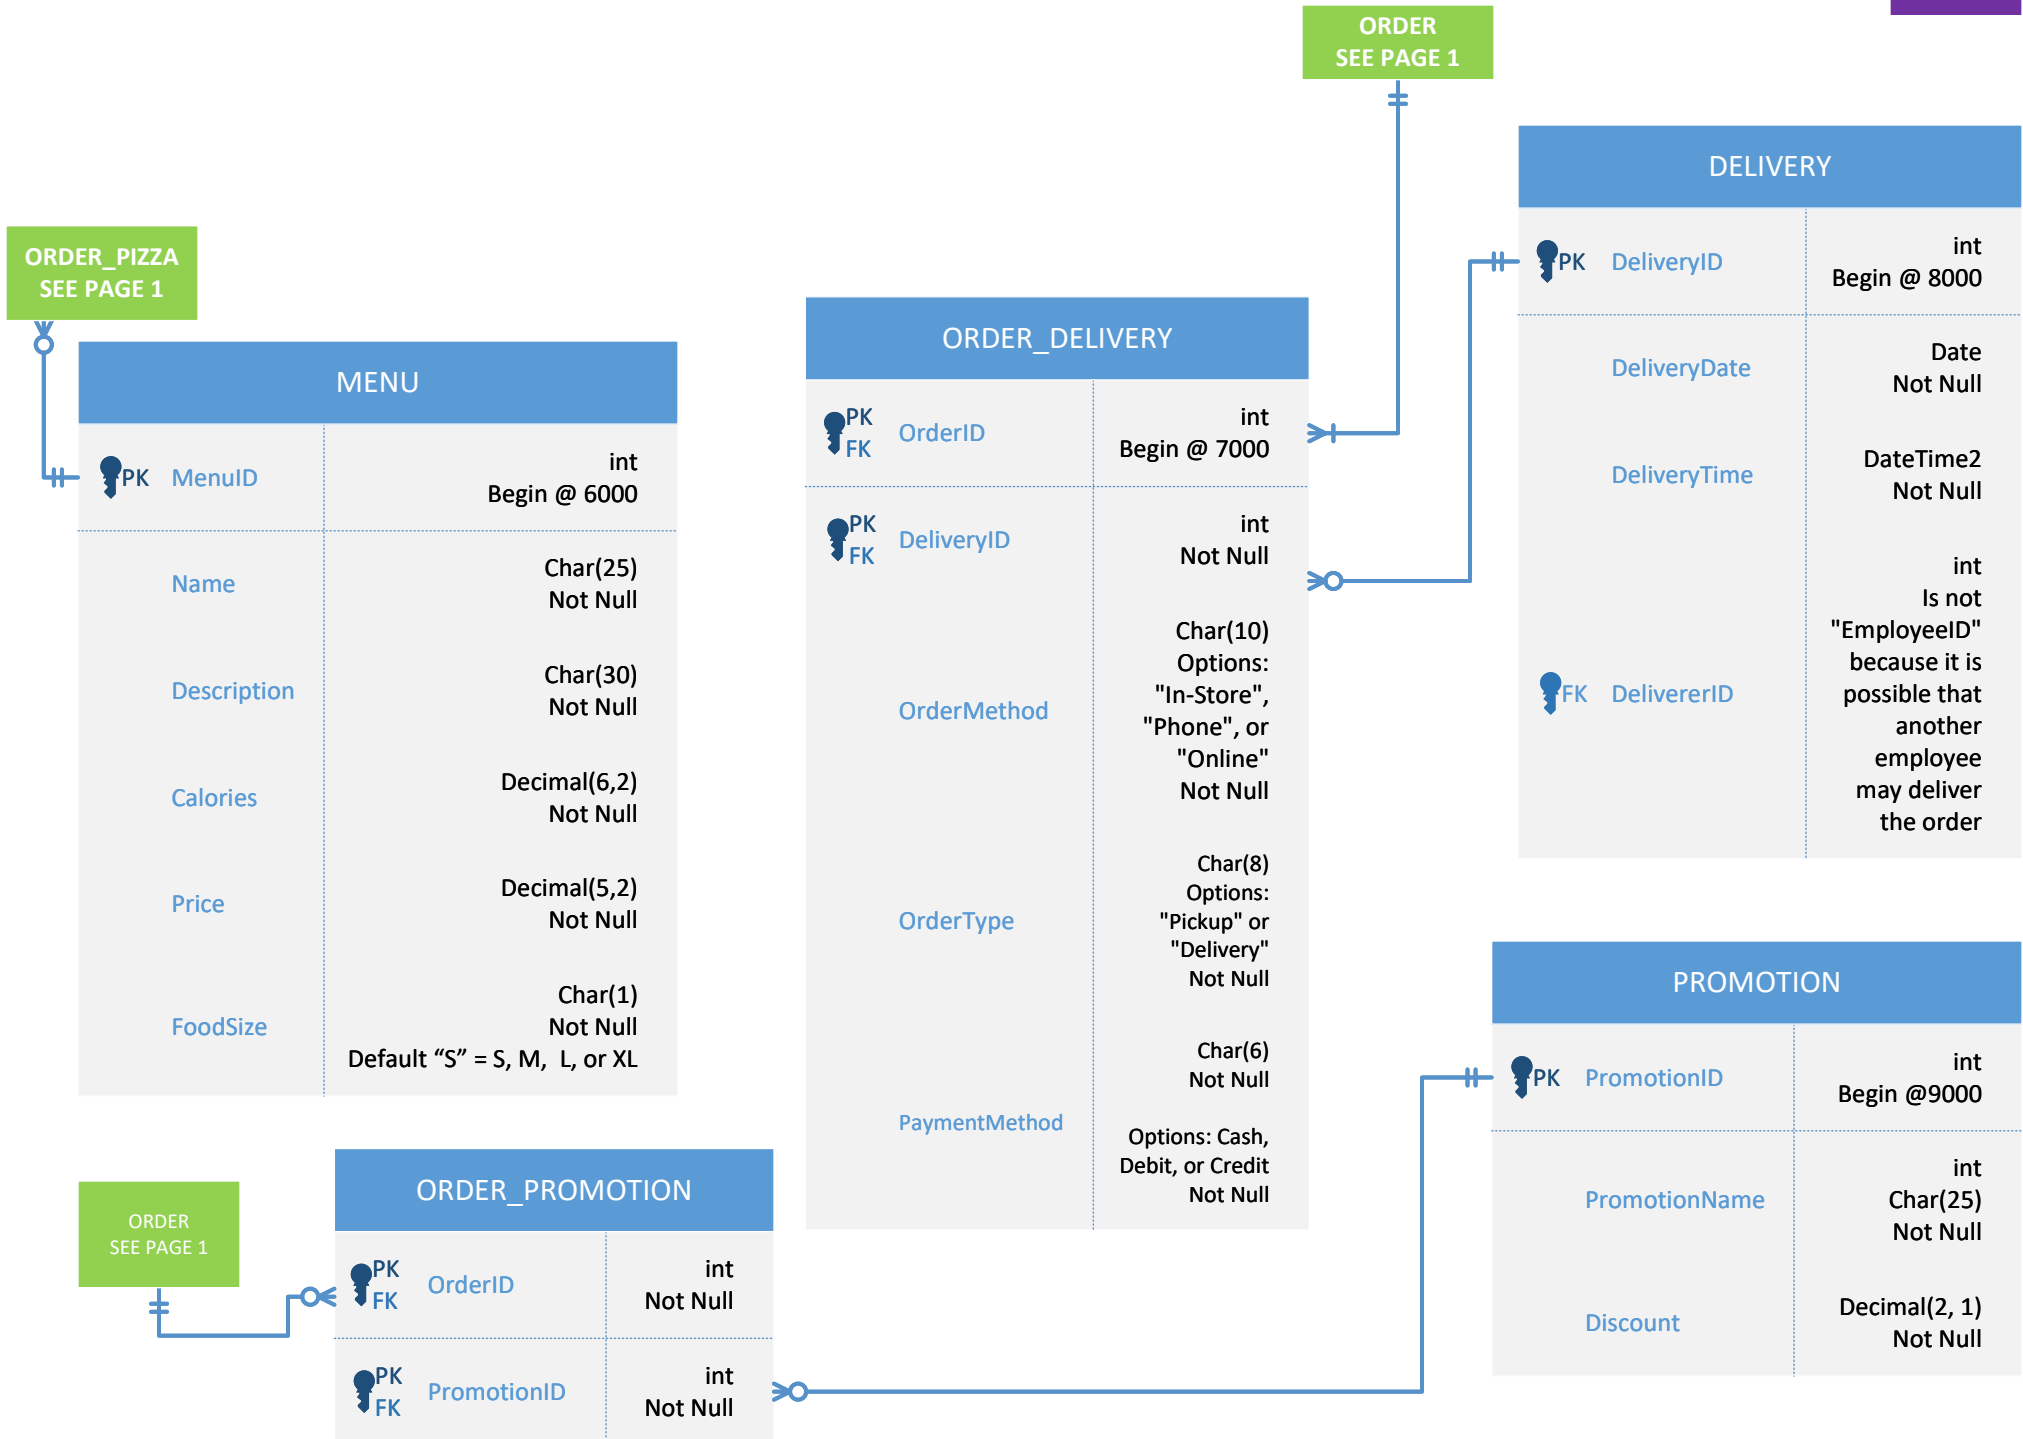 ORDER
SEE PAGE 1
ORDER_PIZZA
SEE PAGE 1
MENU
PK MenuID
int
Begin @ 6000
Name
Char(25)
Not Null
Description
Char(30)
Not Null
Calories
Decimal(6,2)
Not Null
Price
Decimal(5,2)
Not Null
FoodSize
Char(1)
Not Null
Default “S” = S, M,  L, or XL
ORDER_DELIVERY
PK
FK
OrderID
int
Begin @ 7000
PK
FK
DeliveryID
int
Not Null
OrderMethod
Char(10)
Options:
"In-Store",
"Phone", or
"Online"
Not Null
OrderType
Char(8)
Options:
"Pickup" or
"Delivery"
Not Null
PaymentMethod
Char(6)
Not Null
Options: Cash,
Debit, or Credit
Not Null
DELIVERY
PK DeliveryID
int
Begin @ 8000
DeliveryDate
Date
Not Null
DeliveryTime
DateTime2
Not Null
FK DelivererID
int
Is not
"EmployeeID"
because it is
possible that
another
employee
may deliver
the order
PROMOTION
PK PromotionID
int
Begin @9000
PromotionName
int
Char(25)
Not Null
Discount
Decimal(2, 1)
Not Null
ORDER
SEE PAGE 1
ORDER_PROMOTION
PK
FK
OrderID
int
Not Null
PK
FK
PromotionID
int
Not Null